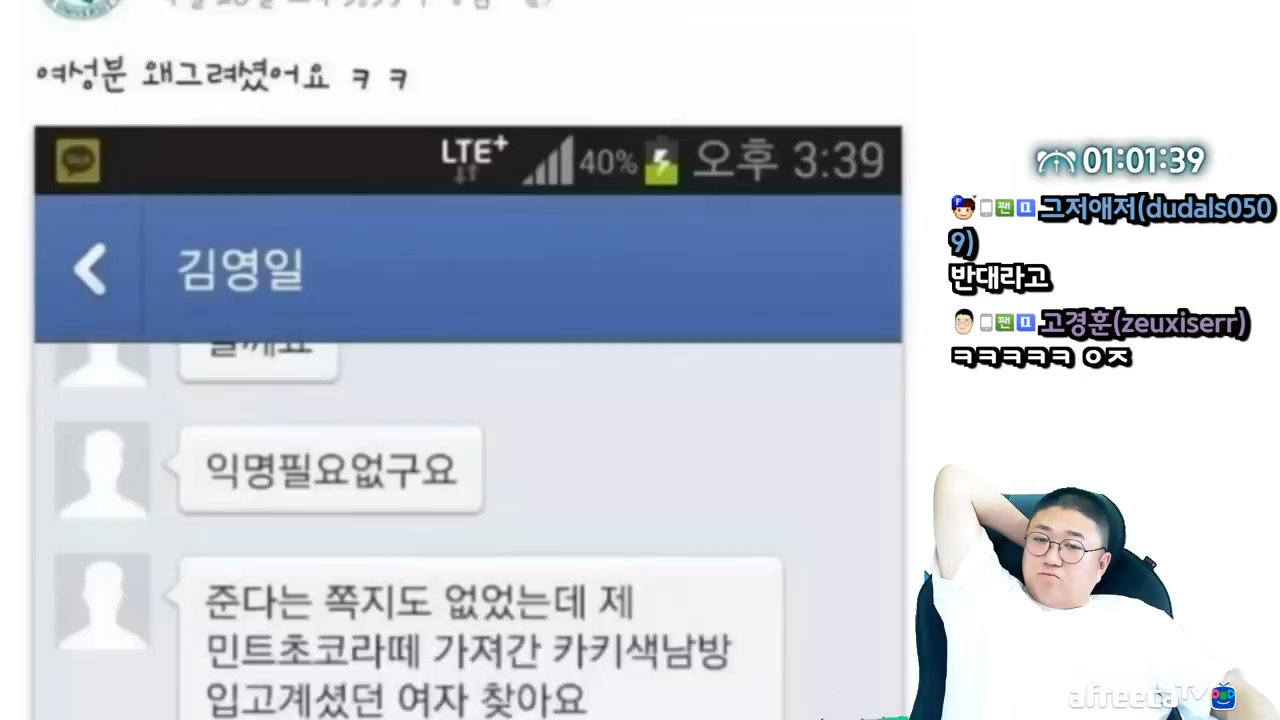 여성분 왜그려셨어요 ㅋ ㅋ
LTE+ 40% 오후 3:39
김영일
익명필요없구요
준다는 쪽지도 없었는데 제
민트초코라떼 가져간 카키색남방
입고계셨던 여자 찾아요
01:01:39
그저애저(dudals050
9)
반대라고
고경훈(zeuxiserr)
ㅋㅋㅋㅋㅋ ㅇㅈ
afreecaTV